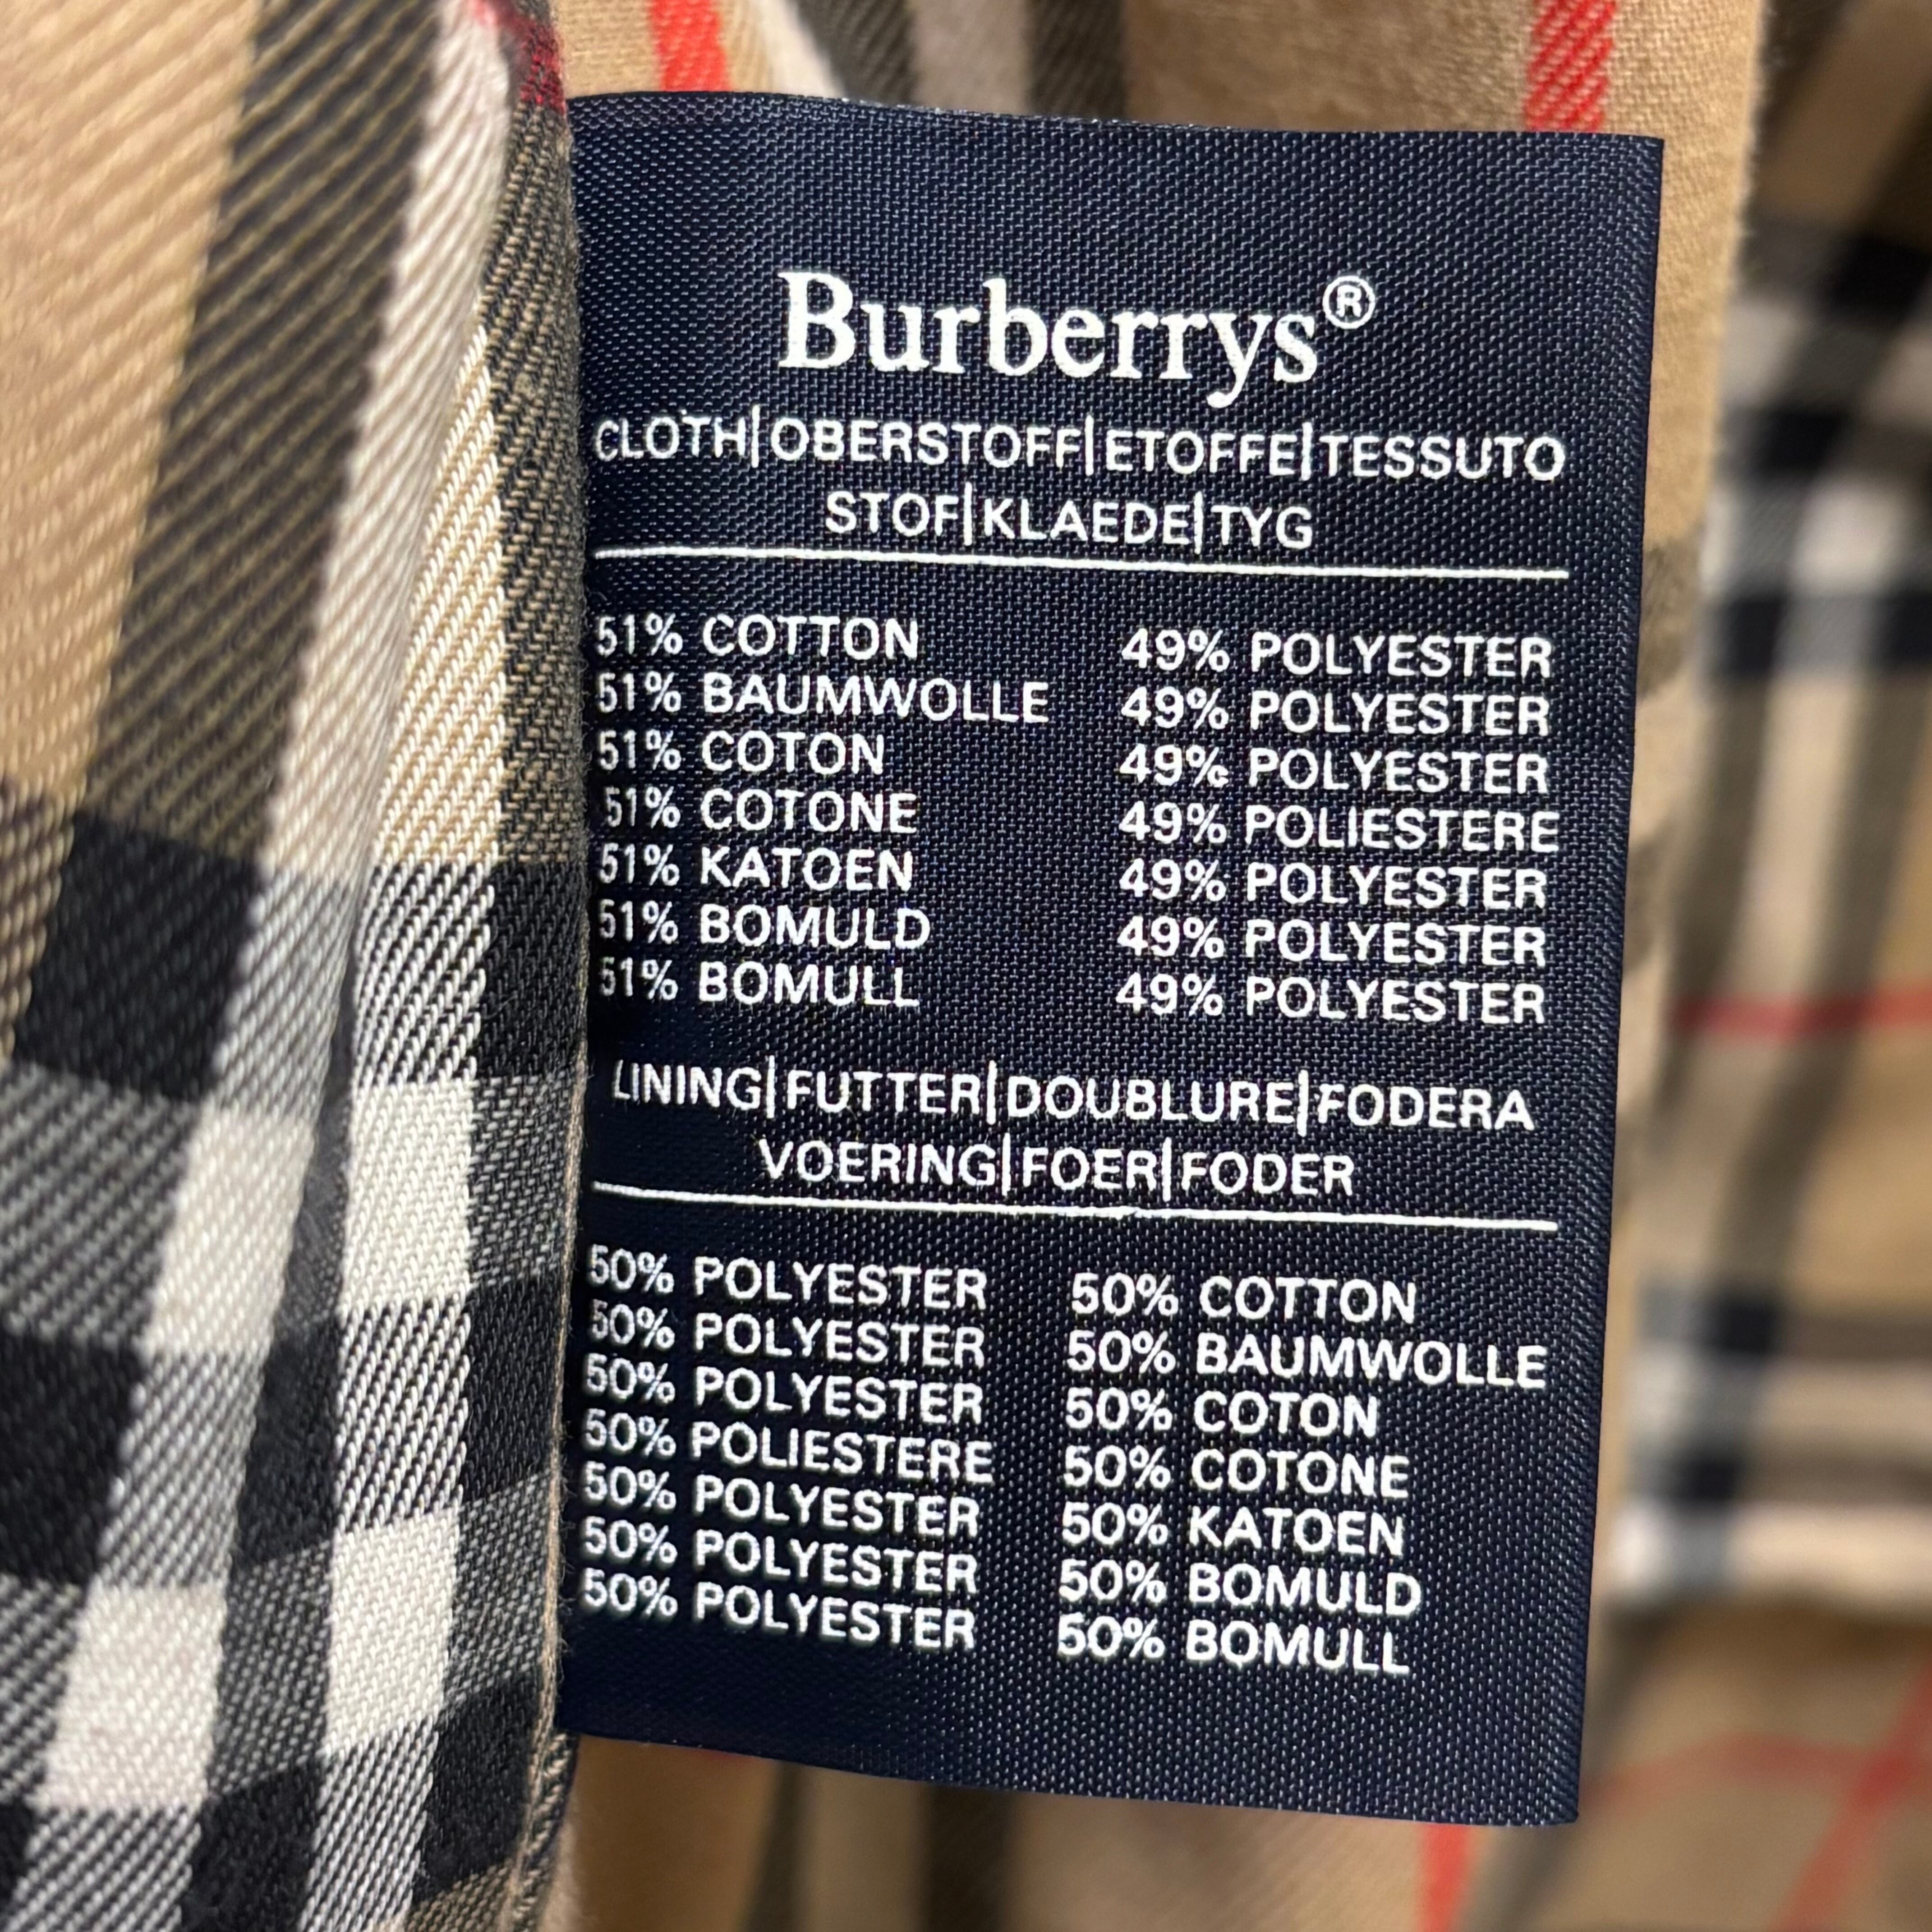 Burberrys®
CLOTH|OBERSTOFF|ETOFFE|TESSUTO
STOF|KLAEDE|TYG
51% COTTON 49% POLYESTER
51% BAUMWOLLE 49% POLYESTER
51% COTON 49% POLYESTER
51% COTONE 49% POLIESTERE
51% KATOEN 49% POLYESTER
51% BOMULD 49% POLYESTER
51% BOMULL 49% POLYESTER
LINING|FUTTER|DOUBLURE|FODERA
VOERING|FOER|FODER
50% POLYESTER 50% COTTON
50% POLYESTER 50% BAUMWOLLE
50% POLYESTER 50% COTON
50% POLIESTERE 50% COTONE
50% POLYESTER 50% KATOEN
50% POLYESTER 50% BOMULD
50% POLYESTER 50% BOMULL